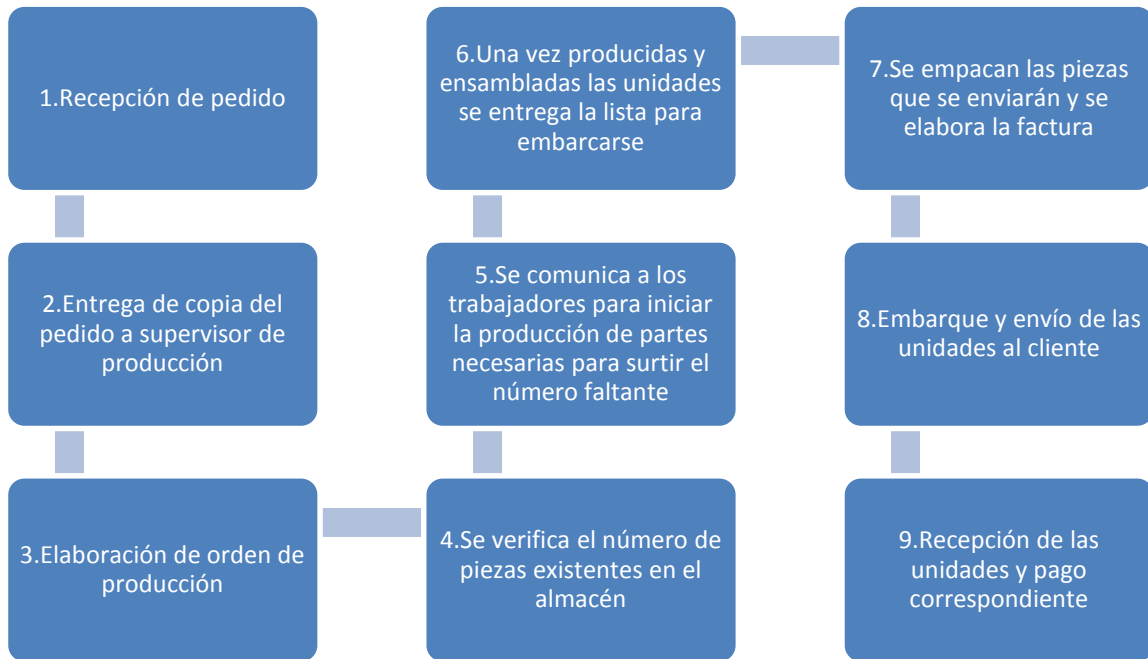 1.Recepción de pedido
2.Entrega de copia del
pedido a supervisor de
producción
3.Elaboración de orden de
producción
4.Se verifica el número de
piezas existentes en el
almacén
5.Se comunica a los
trabajadores para iniciar
la producción de partes
necesarias para surtir el
número faltante
6.Una vez producidas y
ensambladas las unidades
se entrega la lista para
embarcarse
7.Se empacan las piezas
que se enviarán y se
elabora la factura
8.Embarque y envío de las
unidades al cliente
9.Recepción de las
unidades y pago
correspondiente